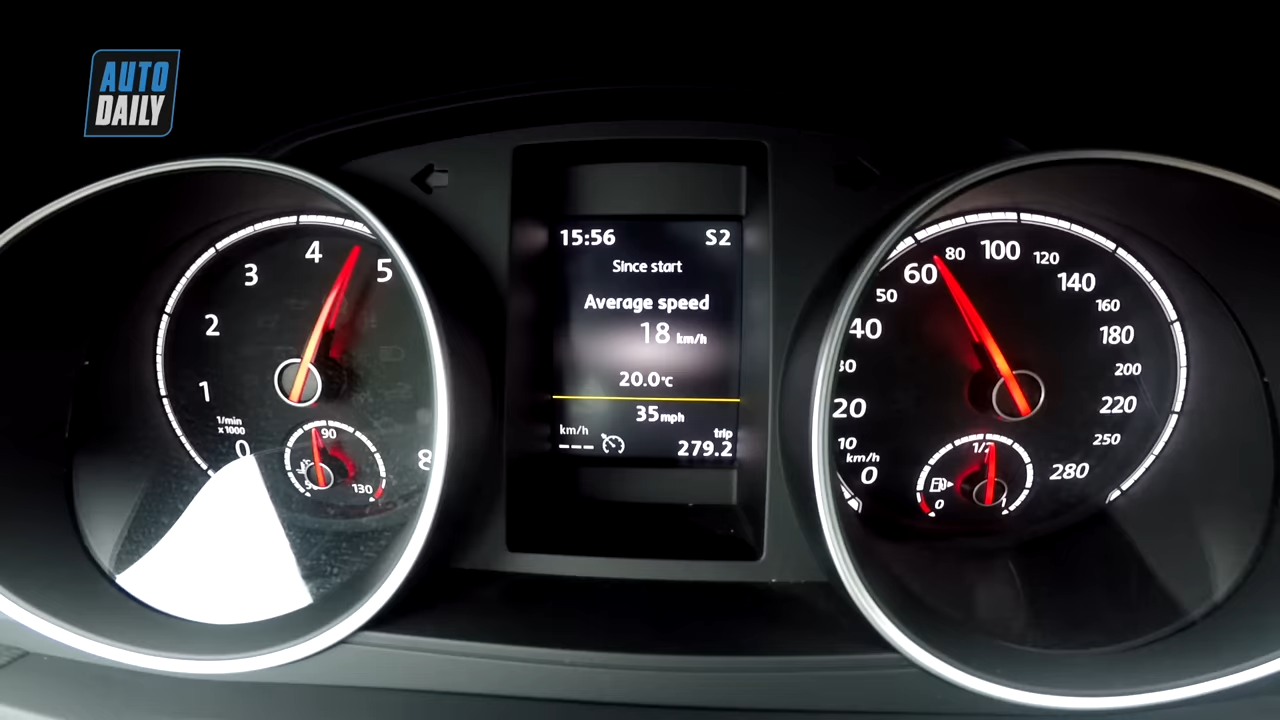 AUTO
DAILY
1
2
3
4
5
8
1/min
x1000
0
90
130
15:56 S2
Since start
Average speed
18 km/h
20.0°C
35 mph
km/h trip
--- 279.2
0
km/h
10
20
30
40
50
60
80
100
120
140
160
180
200
220
250
280
1/2
0
1